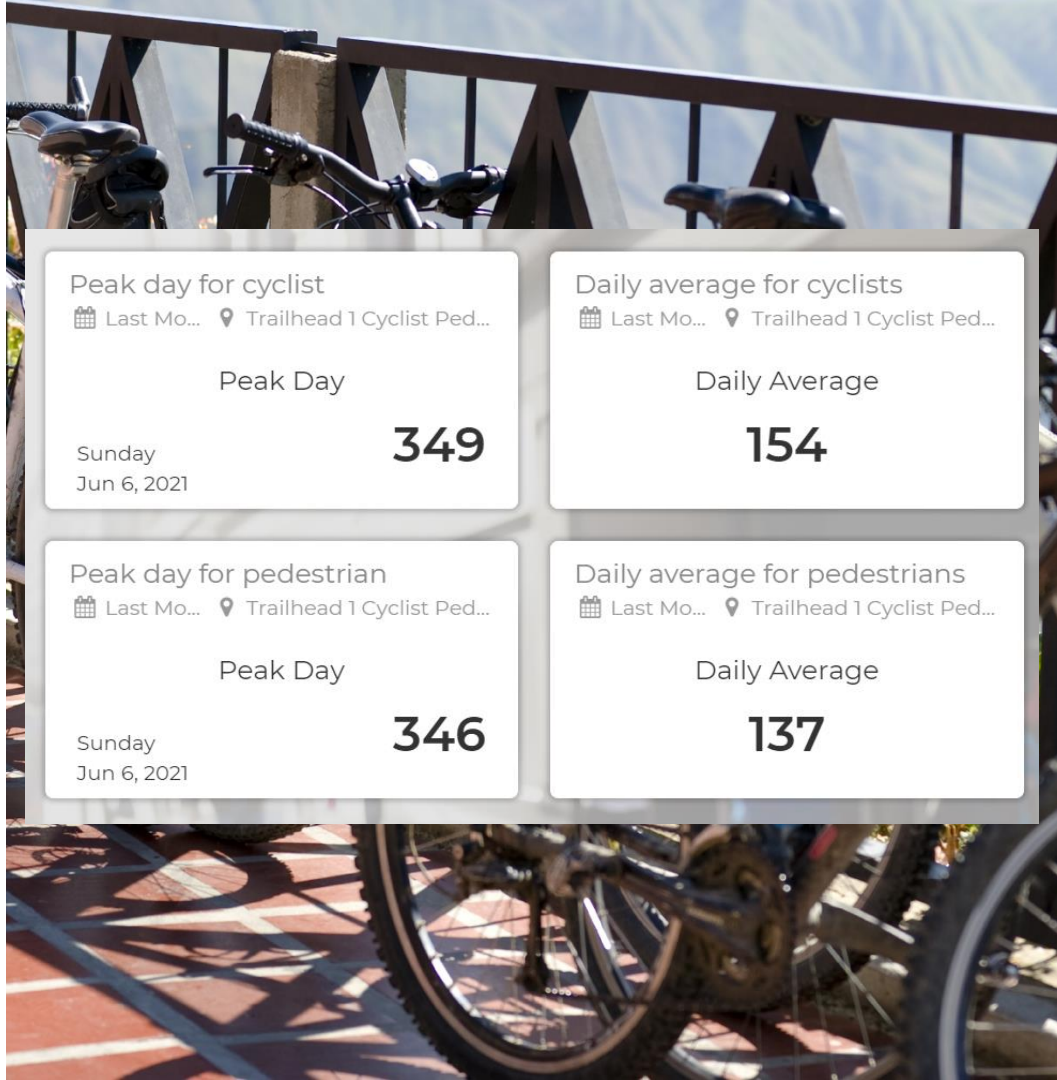 Peak day for cyclist
Last Mo... Trailhead 1 Cyclist Ped...
Peak Day
349
Sunday
Jun 6, 2021
Daily average for cyclists
Last Mo... Trailhead 1 Cyclist Ped...
Daily Average
154
Peak day for pedestrian
Last Mo... Trailhead 1 Cyclist Ped...
Peak Day
346
Sunday
Jun 6, 2021
Daily average for pedestrians
Last Mo... Trailhead 1 Cyclist Ped...
Daily Average
137